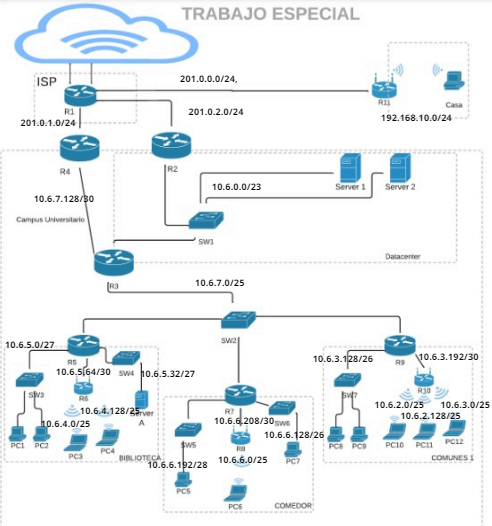 TRABAJO ESPECIAL
ISP
R1
201.0.0.0/24,
R11
Casa
192.168.10.0/24
201.0.1.0/24
201.0.2.0/24
R4
R2
Server 1
Server 2
10.6.0.0/23
10.6.7.128/30
Campus Universitario
SW1
Datacenter
R3
10.6.7.0/25
SW2
10.6.5.0/27
R5
SW4
10.6.5.64/30
10.6.5.32/27
SW3
R6
10.6.4.128/25
10.6.4.0/25
Server
A
PC1
PC2
PC3
PC4
BIBLIOTECA
R7
10.6.6.208/30
SW6
10.6.6.128/26
SW5
R8
10.6.6.0/25
PC7
10.6.6.192/28
PC5
PC6
COMEDOR
R9
10.6.3.128/26
10.6.3.192/30
R10
SW7
10.6.2.0/25
10.6.3.0/25
10.6.2.128/25
PC8
PC9
PC10
PC11
PC12
COMUNES 1